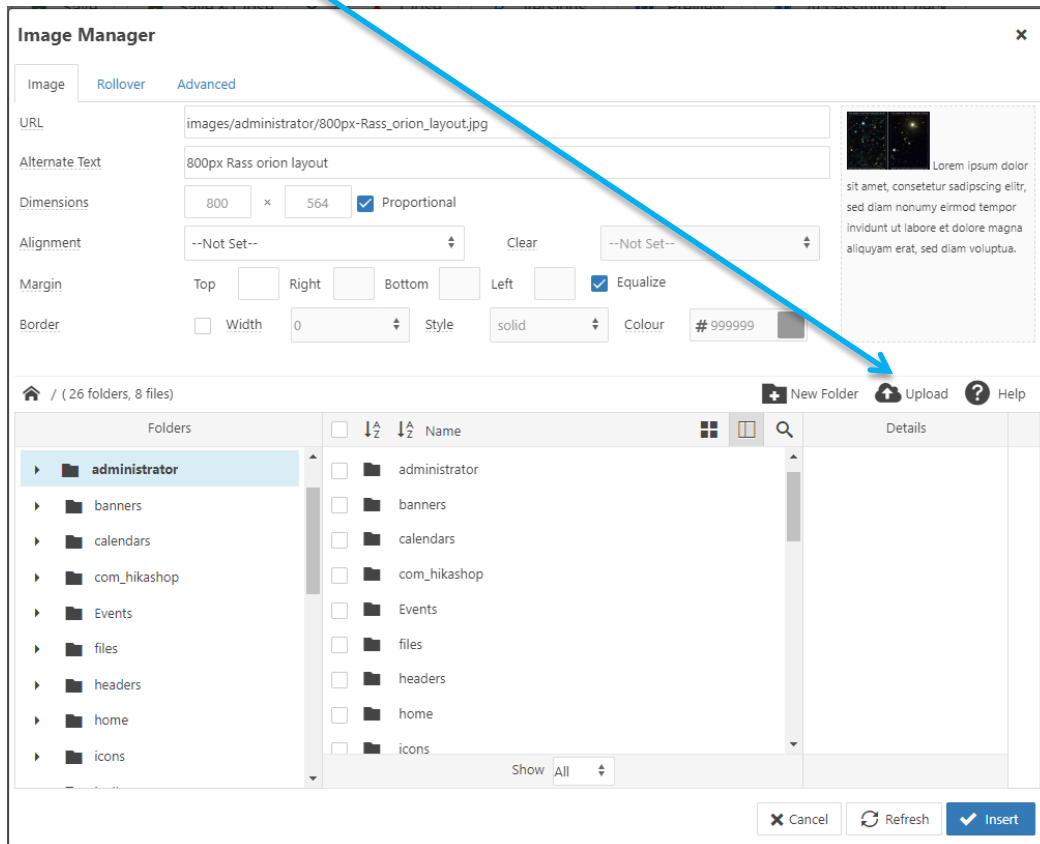 Image Manager ×
Image Rollover Advanced
URL images/administrator/800px-Rass_orion_layout.jpg
Alternate Text 800px Rass orion layout
Dimensions 800 × 564 Proportional
Alignment --Not Set-- Clear --Not Set--
Margin Top Right Bottom Left Equalize
Border Width 0 Style solid Colour # 999999
Lorem ipsum dolor
sit amet, consetetur sadipscing elitr,
sed diam nonumy eirmod tempor
invidunt ut labore et dolore magna
aliquyam erat, sed diam voluptua.
/ ( 26 folders, 8 files) New Folder Upload ? Help
Folders Name Details
administrator administrator
banners banners
calendars calendars
com_hikashop com_hikashop
Events Events
files files
headers headers
home home
icons icons
Show All
Cancel Refresh Insert